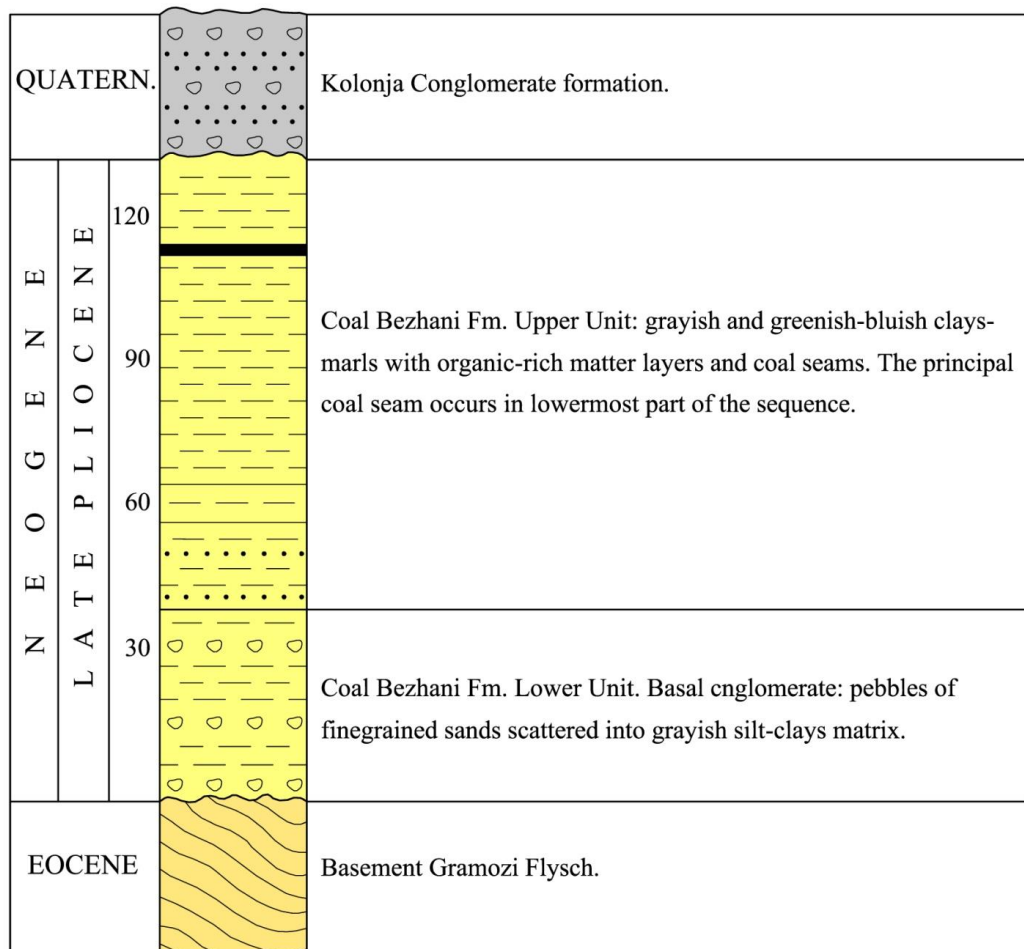 QUATERN.
Kolonja Conglomerate formation.
NEOGENE
LATE PLIOCENE
120
90
60
30
Coal Bezhani Fm. Upper Unit: grayish and greenish-bluish clays-
marls with organic-rich matter layers and coal seams. The principal
coal seam occurs in lowermost part of the sequence.
Coal Bezhani Fm. Lower Unit. Basal cnglomerate: pebbles of
finegrained sands scattered into grayish silt-clays matrix.
EOCENE
Basement Gramozi Flysch.